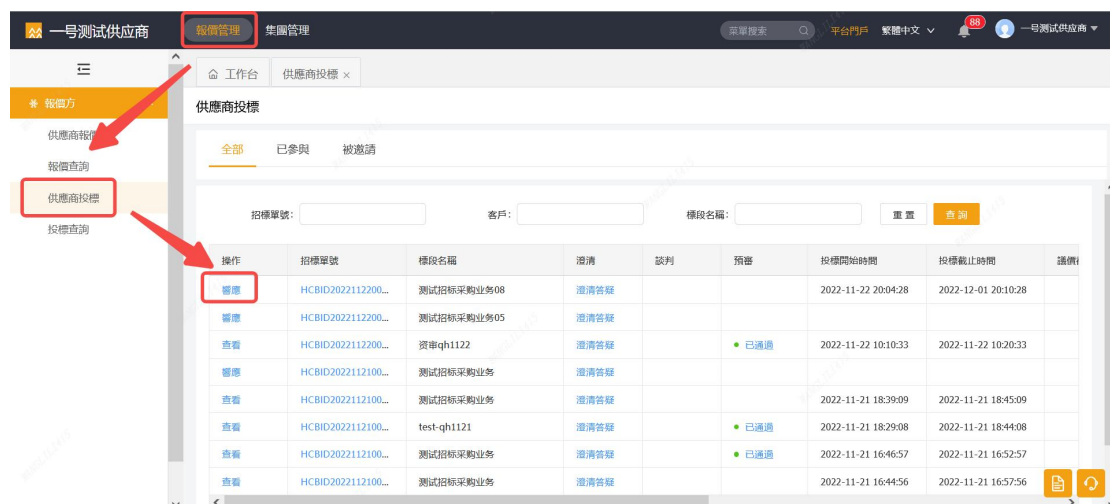 一号测试供应商 報價管理 集團管理 菜單搜索 平台門戶 繁體中文 88 一号测试供应商
工作台 供應商投標 ×
報價方
供應商投標
供應商報價
全部 已參與 被邀請
報價查詢
供應商投標
招標單號: 客戶: 標段名稱: 重置 查詢
投標查詢
操作 招標單號 標段名稱 澄清 談判 預審 投標開始時間 投標截止時間 議價
響應 HCBID2022112200... 测试招标采购业务08 澄清答疑 2022-11-22 20:04:28 2022-12-01 20:10:28
響應 HCBID2022112200... 测试招标采购业务05 澄清答疑
查看 HCBID2022112200... 资审qh1122 澄清答疑 已通過 2022-11-22 10:10:33 2022-11-22 10:20:33
響應 HCBID2022112100... 测试招标采购业务 澄清答疑
查看 HCBID2022112100... 测试招标采购业务 澄清答疑 2022-11-21 18:39:09 2022-11-21 18:45:09
查看 HCBID2022112100... test-qh1121 澄清答疑 已通過 2022-11-21 18:29:08 2022-11-21 18:44:08
查看 HCBID2022112100... 测试招标采购业务 澄清答疑 已通過 2022-11-21 16:46:57 2022-11-21 16:52:57
查看 HCBID2022112100... 测试招标采购业务 澄清答疑 2022-11-21 16:44:56 2022-11-21 16:57:56